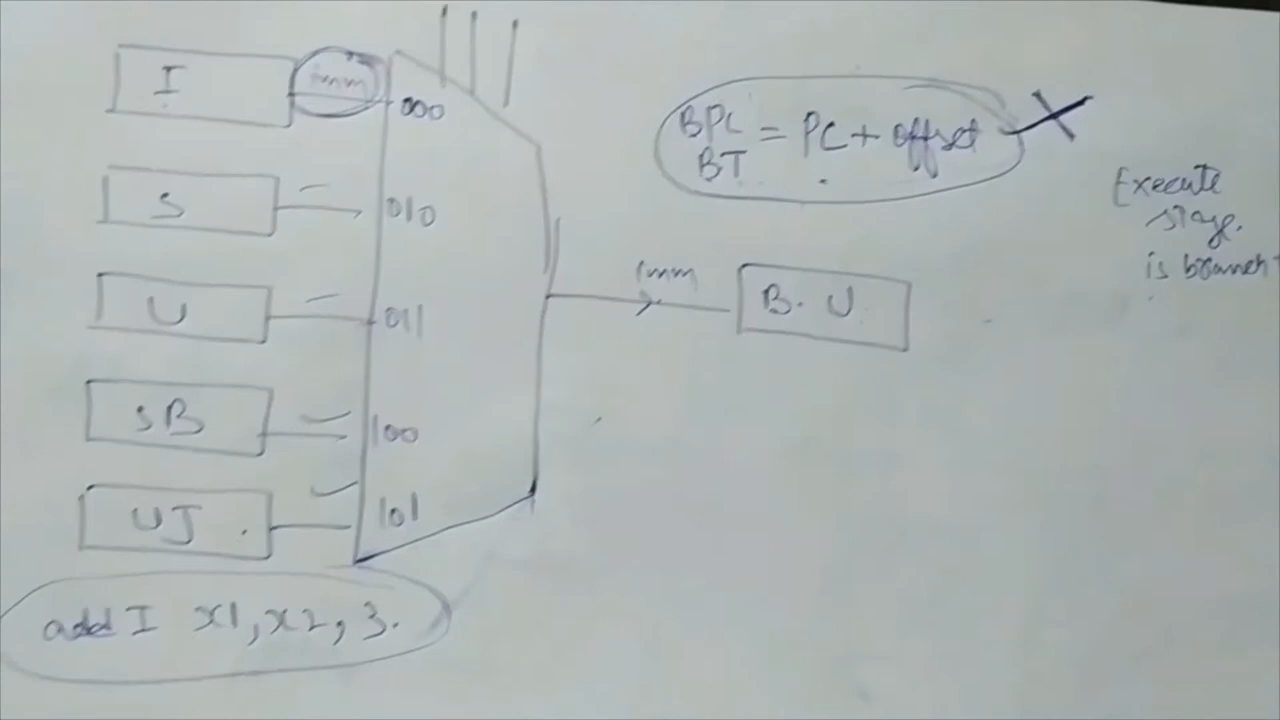 I
imm
000
S
010
U
011
SB
100
UJ
101
BPC
BT
= PC + offset
imm
B. U.
Execute
stage.
is branch
addI x1, x2, 3.